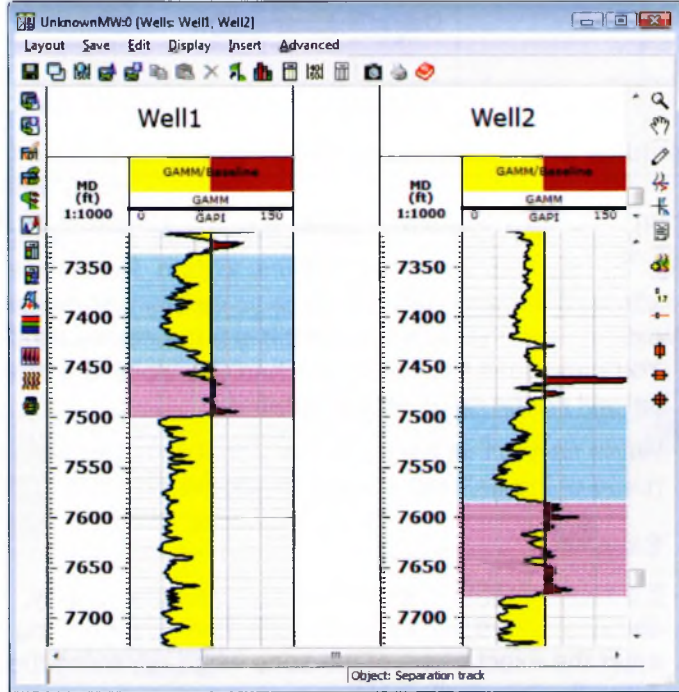 UnknownMW:0 (Wells: Well1, Well2]
Layout Save Edit Display Insert Advanced
Well1
Well2
GAMM/Baseline
GAMM/Baseline
MD
(ft)
1:1000
GAMM
0 GAPI 150
MD
(ft)
1:1000
GAMM
0 GAPI 150
7350
7400
7450
7500
7550
7600
7650
7700
7350
7400
7450
7500
7550
7600
7650
7700
Object: Separation track